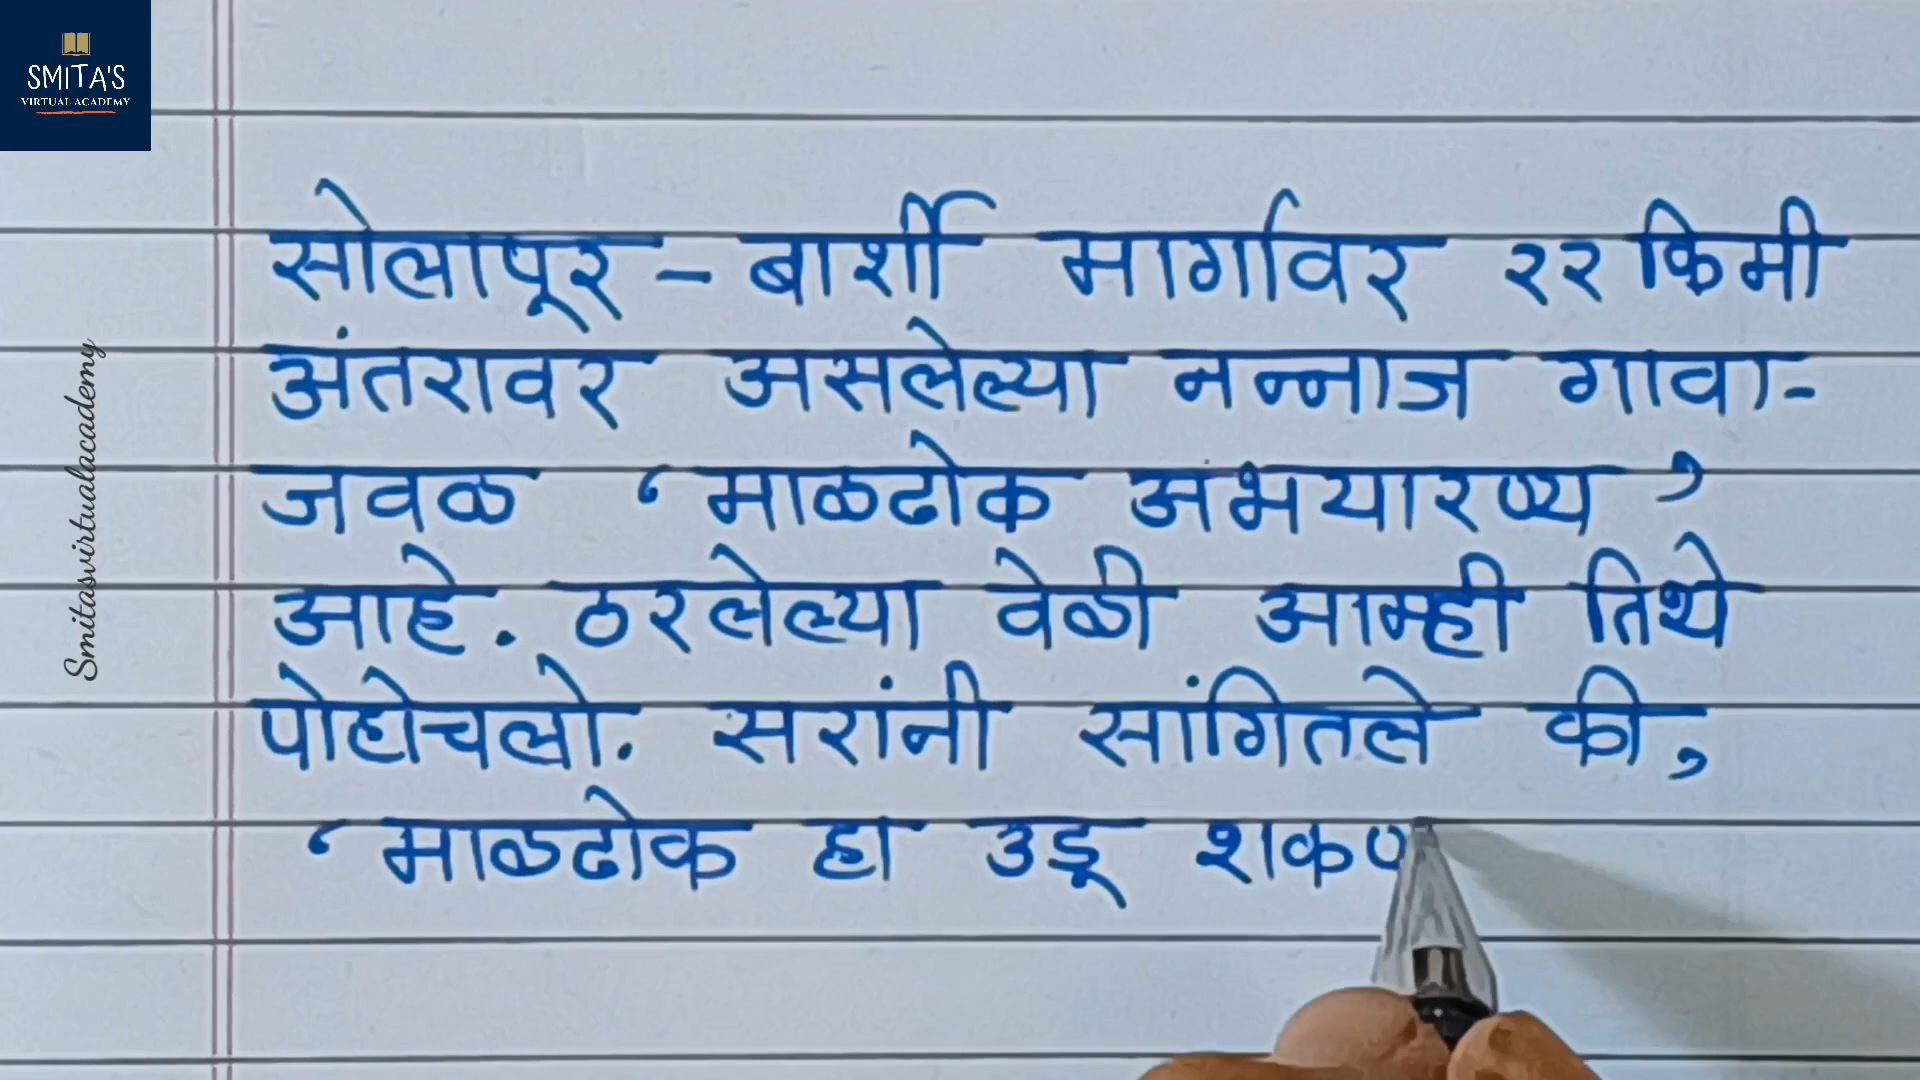 SMITA'S
VIRTUAL ACADEMY
Smitasvirtualacademy
सोलापूर - बार्शी मार्गावर २२ किमी
अंतरावर असलेल्या नन्नाज गावा-
जवळ ‘माळढोक अभयारण्य’
आहे. ठरलेल्या वेळी आम्ही तिथे
पोहोचलो. सरांनी सांगितले की,
‘माळढोक हा उडू